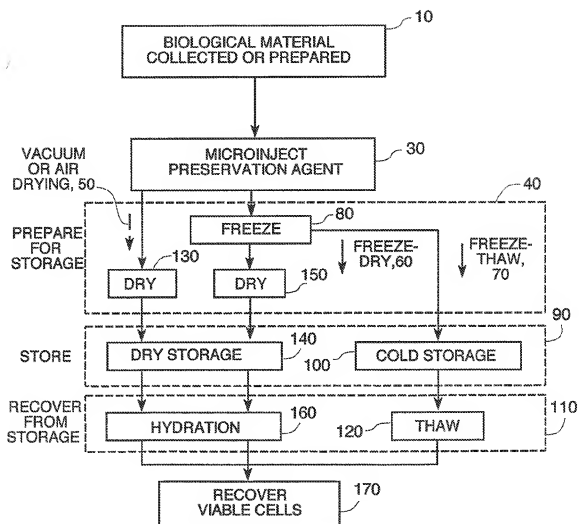 10
BIOLOGICAL MATERIAL
COLLECTED OR PREPARED
VACUUM
OR AIR
DRYING, 50
MICROINJECT
PRESERVATION AGENT
30
40
PREPARE
FOR
STORAGE
FREEZE
80
130
DRY
DRY
150
FREEZE-
DRY,60
FREEZE-
THAW,
70
90
STORE
DRY STORAGE
140
100
COLD STORAGE
RECOVER
FROM
STORAGE
HYDRATION
160
120
THAW
110
RECOVER
VIABLE CELLS
170